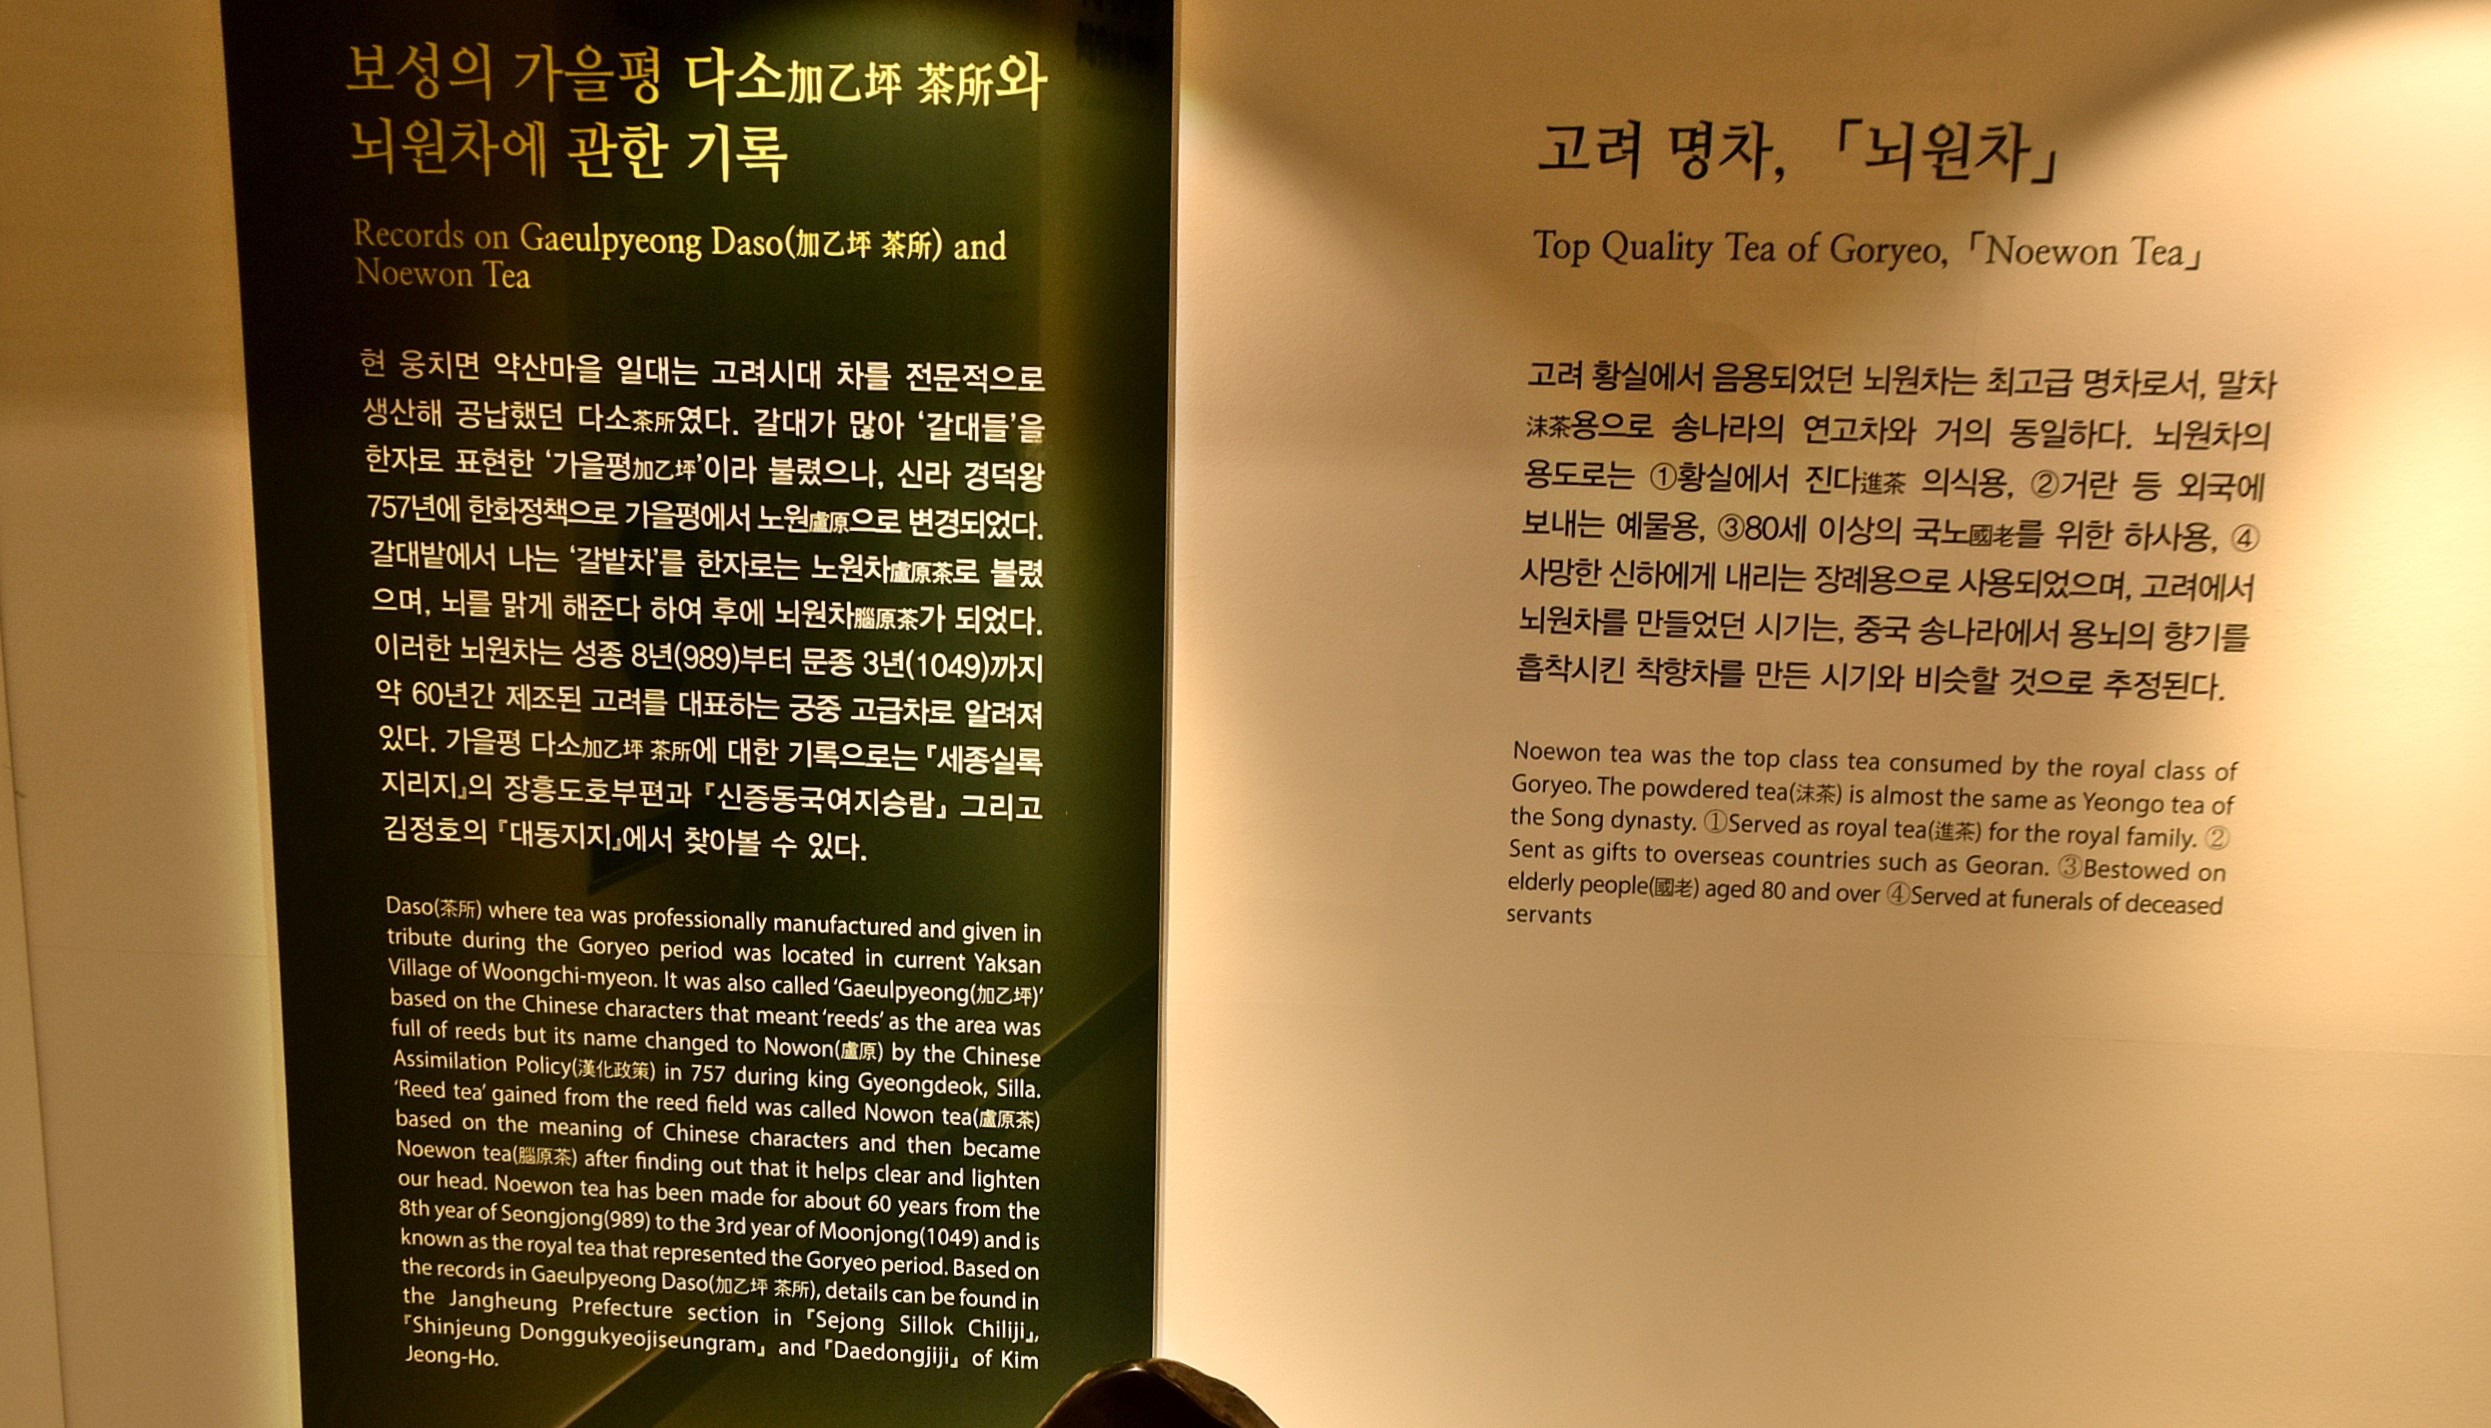 보성의 가을평 다소加乙坪 茶所와
뇌원차에 관한 기록
Records on Gaeulpyeong Daso(加乙坪 茶所) and
Noewon Tea
현 웅치면 약산마을 일대는 고려시대 차를 전문적으로
생산해 공납했던 다소茶所였다. 갈대가 많아 ‘갈대들’을
한자로 표현한 ‘가을평加乙坪’이라 불렸으나, 신라 경덕왕
757년에 한화정책으로 가을평에서 노원盧原으로 변경되었다.
갈대밭에서 나는 ‘갈밭차’를 한자로는 노원차盧原茶로 불렸
으며, 뇌를 맑게 해준다 하여 후에 뇌원차腦原茶가 되었다.
이러한 뇌원차는 성종 8년(989)부터 문종 3년(1049)까지
약 60년간 제조된 고려를 대표하는 궁중 고급차로 알려져
있다. 가을평 다소加乙坪 茶所에 대한 기록으로는 『세종실록
지리지』의 장흥도호부편과 『신증동국여지승람』 그리고
김정호의 『대동지지』에서 찾아볼 수 있다.
Daso(茶所) where tea was professionally manufactured and given in
tribute during the Goryeo period was located in current Yaksan
Village of Woongchi-myeon. It was also called ‘Gaeulpyeong(加乙坪)’
based on the Chinese characters that meant ‘reeds’ as the area was
full of reeds but its name changed to Nowon(盧原) by the Chinese
Assimilation Policy(漢化政策) in 757 during king Gyeongdeok, Silla.
‘Reed tea’ gained from the reed field was called Nowon tea(盧原茶)
based on the meaning of Chinese characters and then became
Noewon tea(腦原茶) after finding out that it helps clear and lighten
our head. Noewon tea has been made for about 60 years from the
8th year of Seongjong(989) to the 3rd year of Moonjong(1049) and is
known as the royal tea that represented the Goryeo period. Based on
the records in Gaeulpyeong Daso(加乙坪 茶所), details can be found in
the Jangheung Prefecture section in 『Sejong Sillok Chiliji』,
『Shinjeung Donggukyeojiseungram』 and 『Daedongjiji』 of Kim
Jeong-Ho.
고려 명차, 「뇌원차」
Top Quality Tea of Goryeo, 「Noewon Tea」
고려 황실에서 음용되었던 뇌원차는 최고급 명차로서, 말차
沫茶용으로 송나라의 연고차와 거의 동일하다. 뇌원차의
용도로는 ①황실에서 진다進茶 의식용, ②거란 등 외국에
보내는 예물용, ③80세 이상의 국노國老를 위한 하사용, ④
사망한 신하에게 내리는 장례용으로 사용되었으며, 고려에서
뇌원차를 만들었던 시기는, 중국 송나라에서 용뇌의 향기를
흡착시킨 착향차를 만든 시기와 비슷할 것으로 추정된다.
Noewon tea was the top class tea consumed by the royal class of
Goryeo. The powdered tea(沫茶) is almost the same as Yeongo tea of
the Song dynasty. ①Served as royal tea(進茶) for the royal family. ②
Sent as gifts to overseas countries such as Georan. ③Bestowed on
elderly people(國老) aged 80 and over ④Served at funerals of deceased
servants